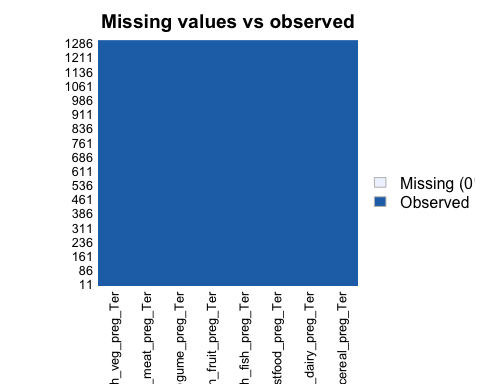 Missing values vs observed
1286
1211
1136
1061
986
911
836
761
686
611
536
461
386
311
236
161
86
11
Missing (0
Observed
h_veg_preg_Ter
_meat_preg_Ter
gume_preg_Ter
n_fruit_preg_Ter
h_fish_preg_Ter
stfood_preg_Ter
_dairy_preg_Ter
cereal_preg_Ter